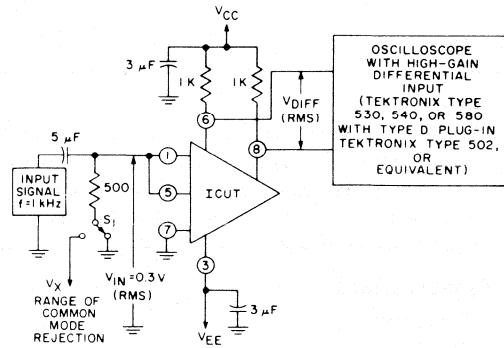 VCC
3 μF
1 K
1K
6
VDIFF
(RMS)
8
OSCILLOSCOPE
WITH HIGH-GAIN
DIFFERENTIAL
INPUT
(TEKTRONIX TYPE
530, 540, OR 580
WITH TYPE D PLUG-IN
TEKTRONIX TYPE 502,
OR
EQUIVALENT)
5 μF
1
INPUT
SIGNAL
f=1 kHz
500
5
ICUT
S1
7
VX
RANGE OF
COMMON
MODE
REJECTION
VIN=0.3 V
(RMS)
3
3 μF
VEE